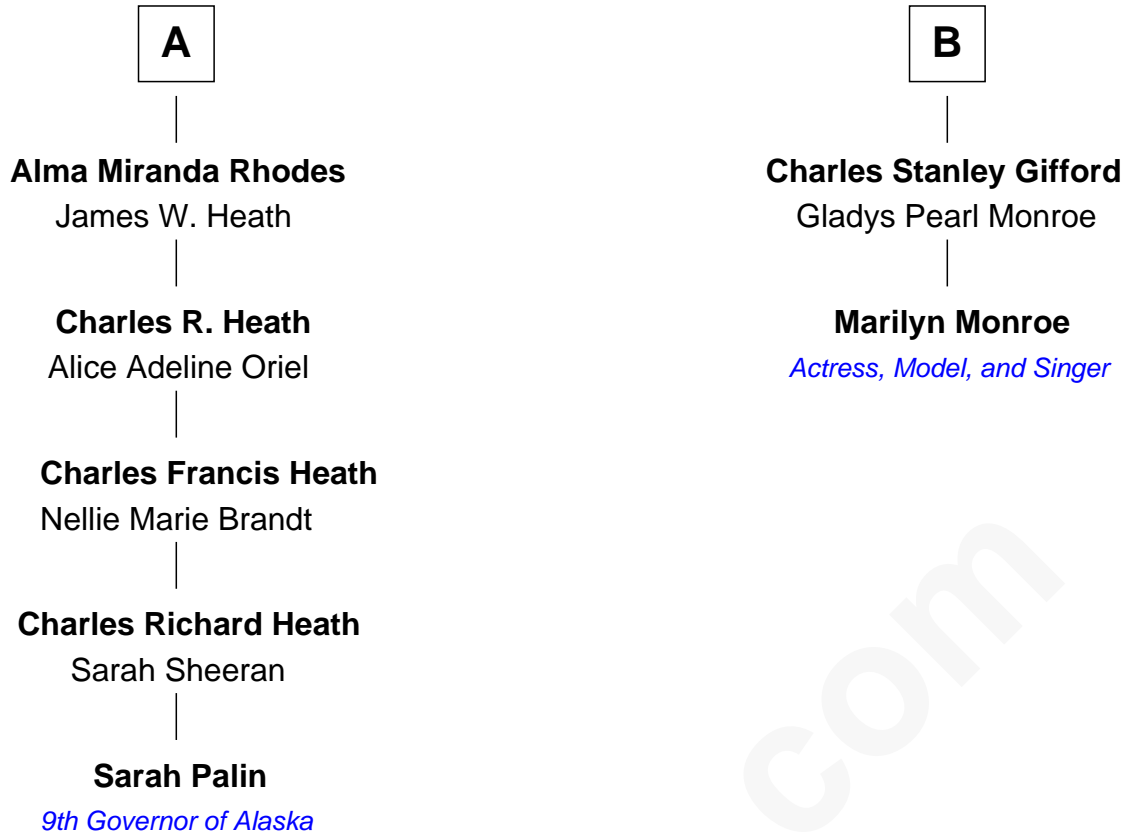 A
Alma Miranda Rhodes
James W. Heath
Charles R. Heath
Alice Adeline Oriel
Charles Francis Heath
Nellie Marie Brandt
Charles Richard Heath
Sarah Sheeran
Sarah Palin
9th Governor of Alaska
B
Charles Stanley Gifford
Gladys Pearl Monroe
Marilyn Monroe
Actress, Model, and Singer
com